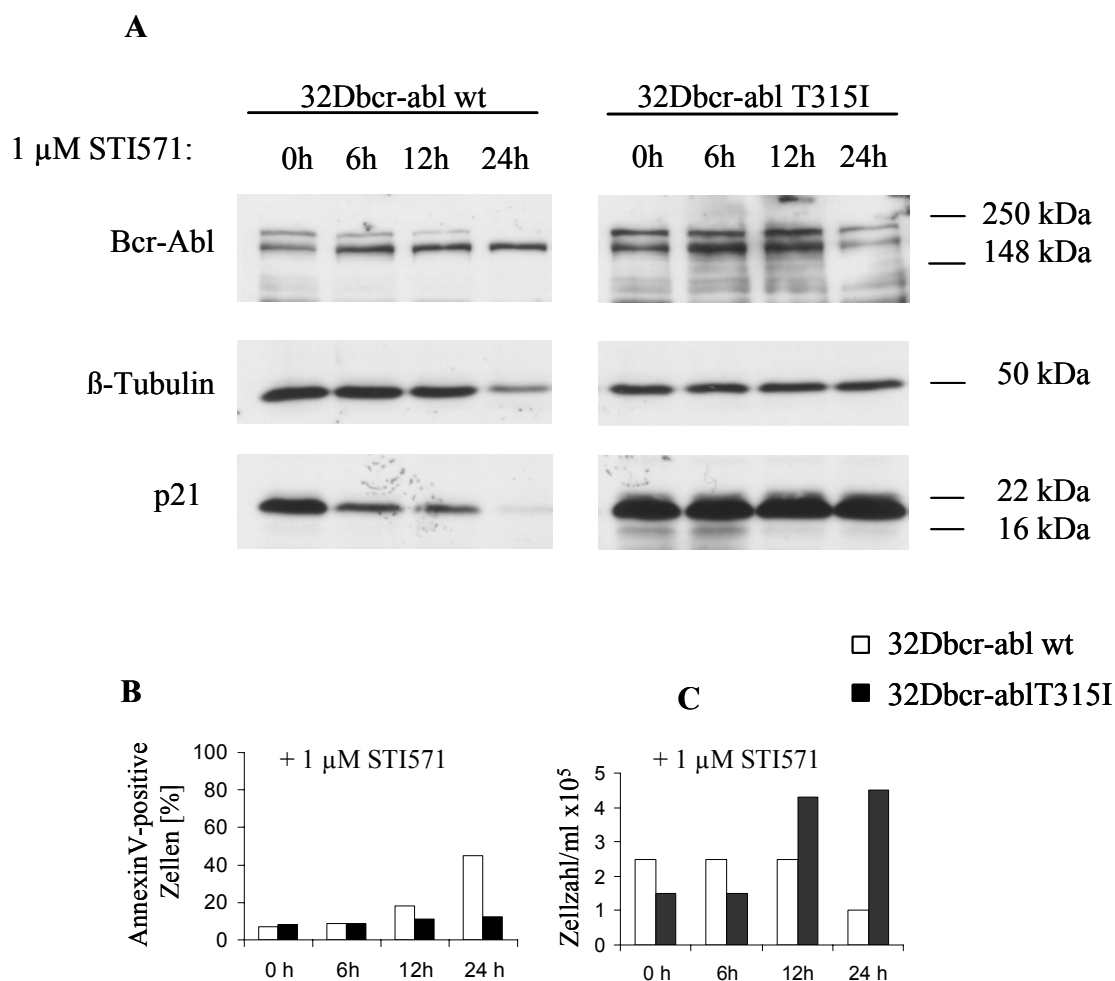 A
32Dbcr-abl wt 32Dbcr-abl T315I
1 µM STI571: 0h 6h 12h 24h 0h 6h 12h 24h
250 kDa
Bcr-Abl 148 kDa
ß-Tubulin 50 kDa
p21 22 kDa
16 kDa
32Dbcr-abl wt
32Dbcr-ablT315I
B
+ 1 µM STI571
AnnexinV-positive
Zellen [%]
100
80
60
40
20
0
0 h 6h 12h 24 h
C
+ 1 µM STI571
Zellzahl/ml x10⁵
5
4
3
2
1
0
0 h 6 h 12h 24 h